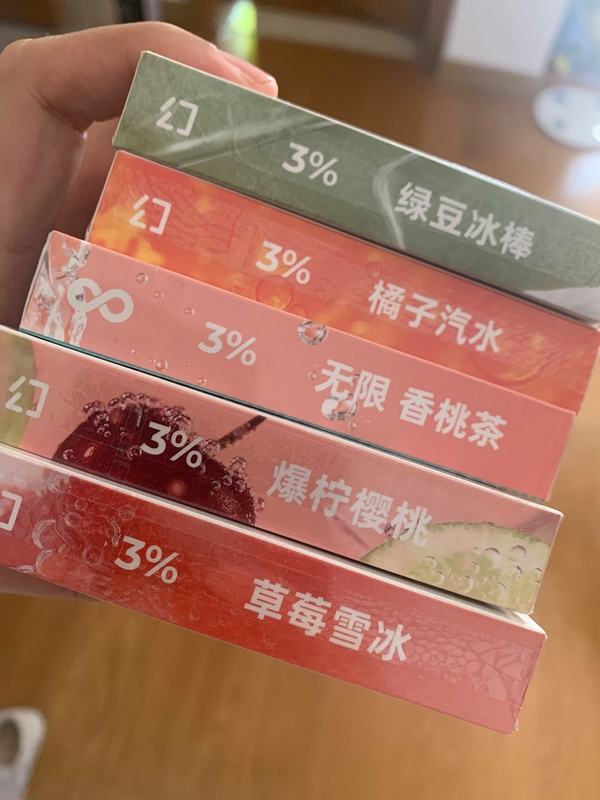 幻 3% 绿豆冰棒
幻 3% 橘子汽水
∞ 3% 无限 香桃茶
幻 3% 爆柠樱桃
幻 3% 草莓雪冰